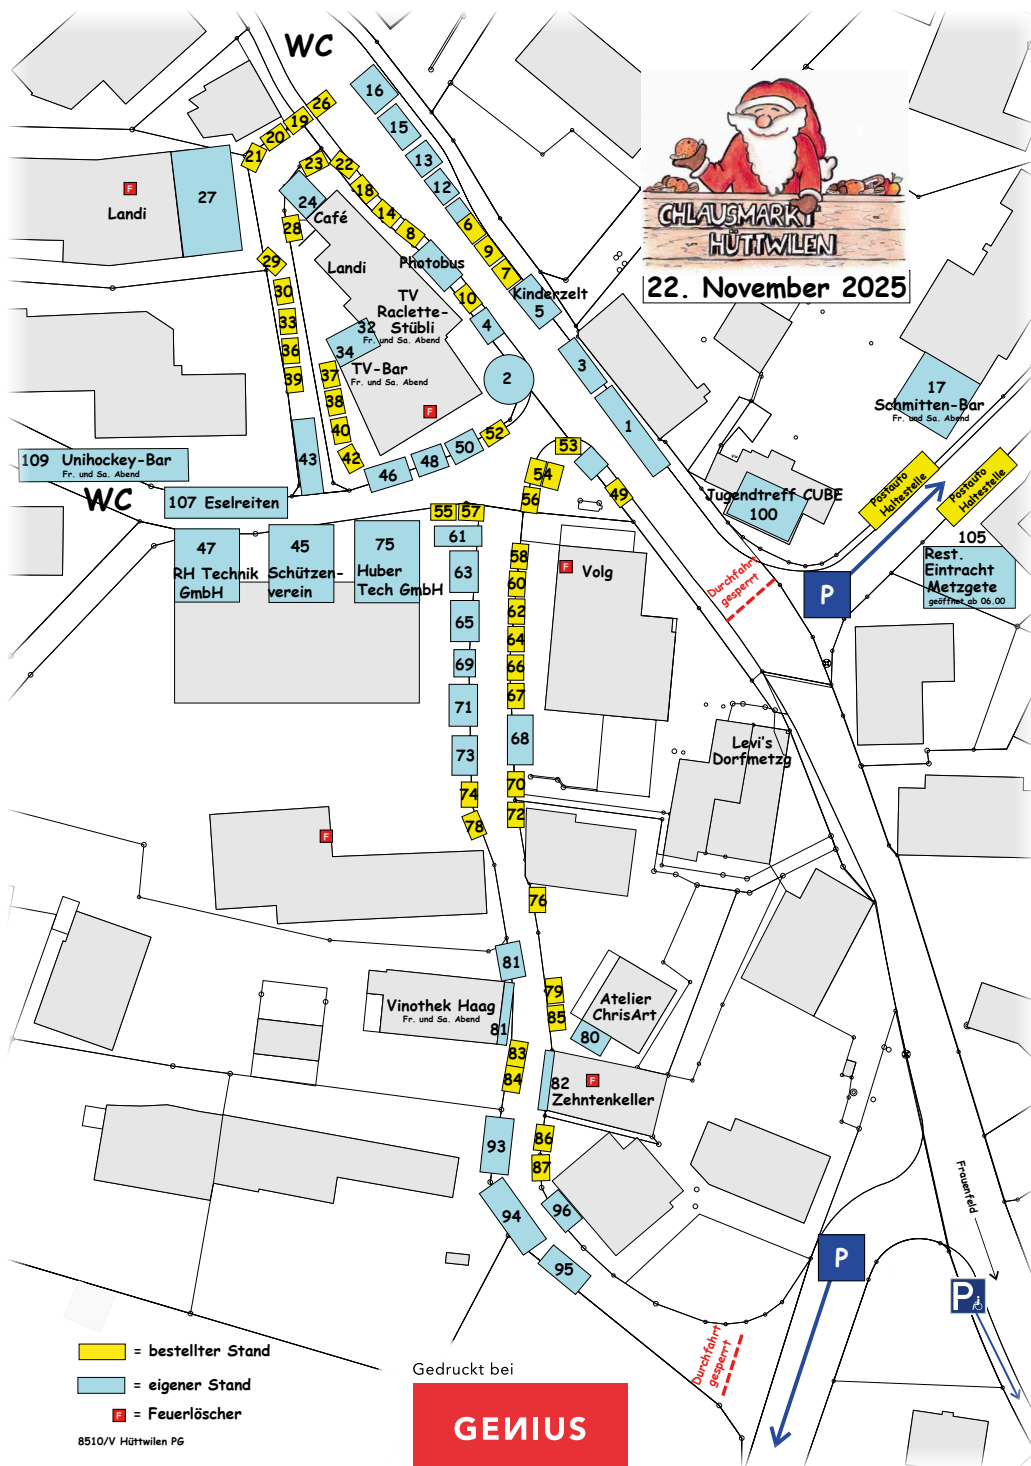 WC
16
26
19
20
21
15
23
22
13
18
12
27
24
14
Landi
Café
28
8
6
9
7
29
Landi
Photobus
Kinderzelt
5
30
10
TV
Raclette-
Stübli
Fr. und Sa. Abend
32
4
33
36
34
TV-Bar
Fr. und Sa. Abend
3
39
37
2
38
1
40
52
53
43
42
46
48
50
54
49
56
CHLAUSMARKT
HÜTTWILEN
22. November 2025
17
Schmitten-Bar
Fr. und Sa. Abend
109 Unihockey-Bar
Fr. und Sa. Abend
WC
107 Eselreiten
Postauto
Haltestelle
Postauto
Haltestelle
Jugendtreff CUBE
100
55
57
61
105
Rest.
Eintracht
Metzgete
geöffnet ab 06.00
47
RH Technik
GmbH
45
Schützen-
verein
75
Huber
Tech GmbH
63
58
60
F
Volg
Durchfahrt
gesperrt
P
65
62
64
69
66
71
67
73
68
Levi's
Dorfmetzg
74
70
78
72
F
F
F
76
81
Vinothek Haag
Fr. und Sa. Abend
81
79
85
Atelier
ChrisArt
80
83
84
82
F
Zehntenkeller
93
86
87
94
96
95
Frauenfeld
P
P
Durchfahrt
gesperrt
= bestellter Stand
= eigener Stand
F = Feuerlöscher
8510/V Hüttwilen PG
Gedruckt bei
GENIUS